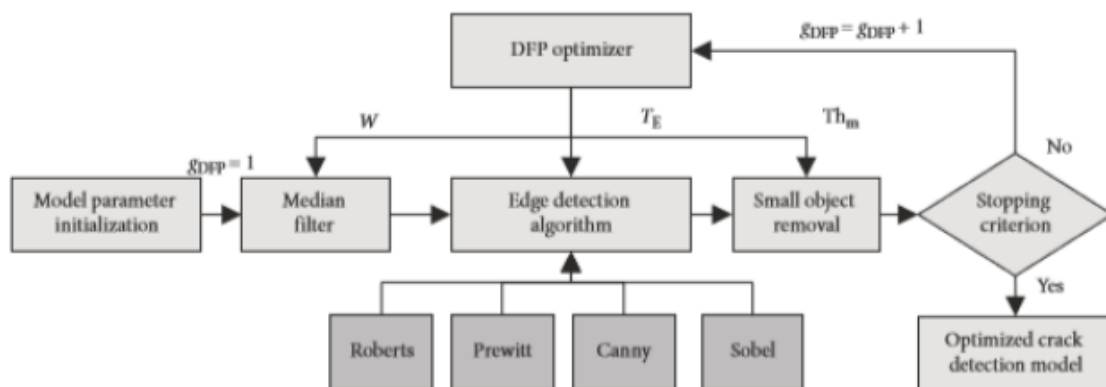 g_DFP = g_DFP + 1
DFP optimizer
W
T_E
Th_m
No
g_DFP = 1
Model parameter
initialization
Median
filter
Edge detection
algorithm
Small object
removal
Stopping
criterion
Yes
Roberts
Prewitt
Canny
Sobel
Optimized crack
detection model